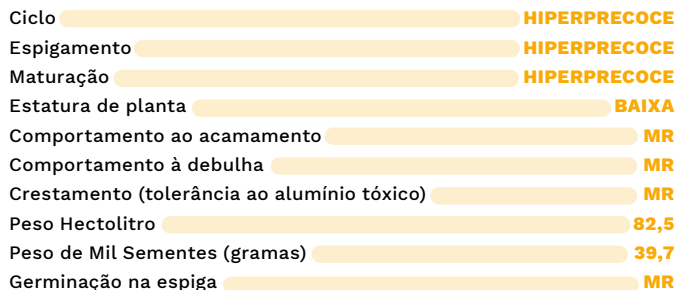 Ciclo HIPERPRECOCE
Espigamento HIPERPRECOCE
Maturação HIPERPRECOCE
Estatura de planta BAIXA
Comportamento ao acamamento MR
Comportamento à debulha MR
Crestamento (tolerância ao alumínio tóxico) MR
Peso Hectolitro 82,5
Peso de Mil Sementes (gramas) 39,7
Germinação na espiga MR